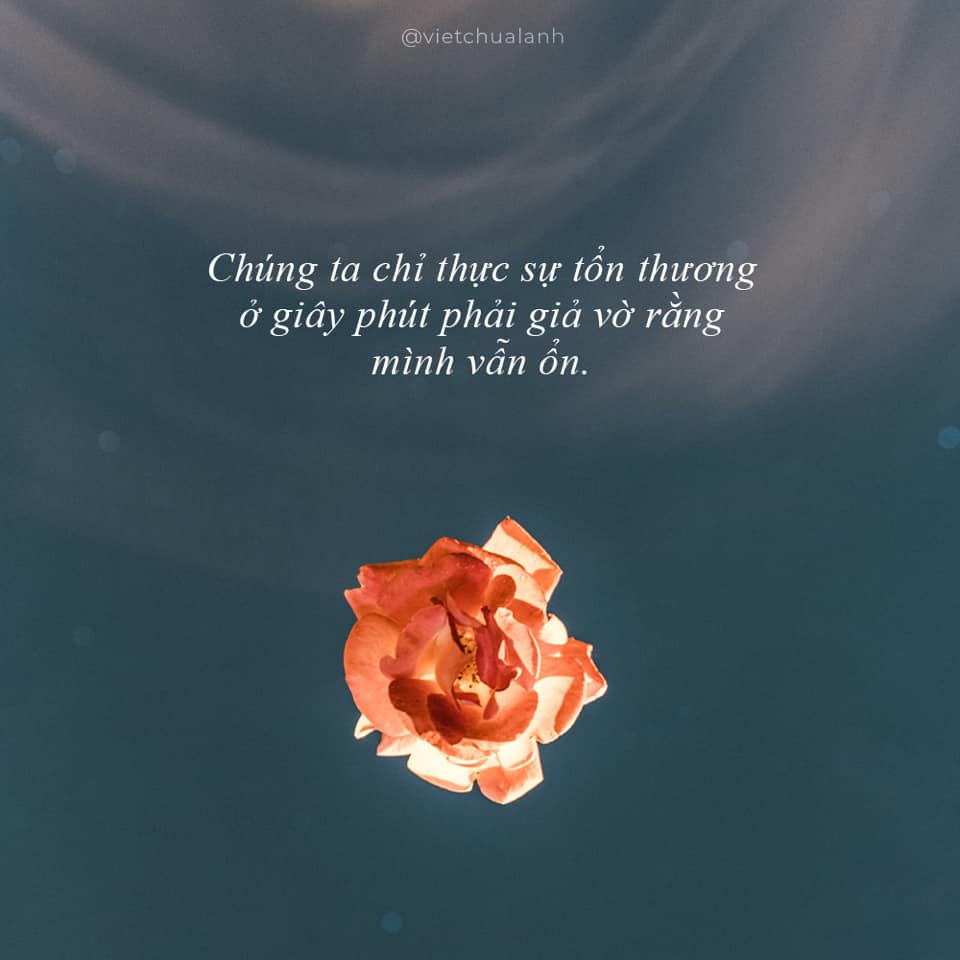 @vietchualanh
Chúng ta chỉ thực sự tổn thương
ở giây phút phải giả vờ rằng
mình vẫn ổn.